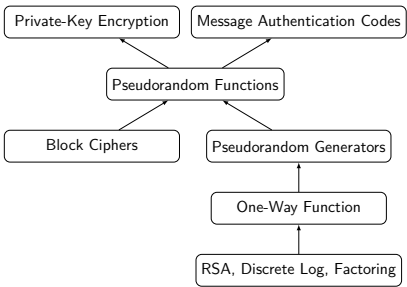 Private-Key Encryption
Message Authentication Codes
Pseudorandom Functions
Block Ciphers
Pseudorandom Generators
One-Way Function
RSA, Discrete Log, Factoring